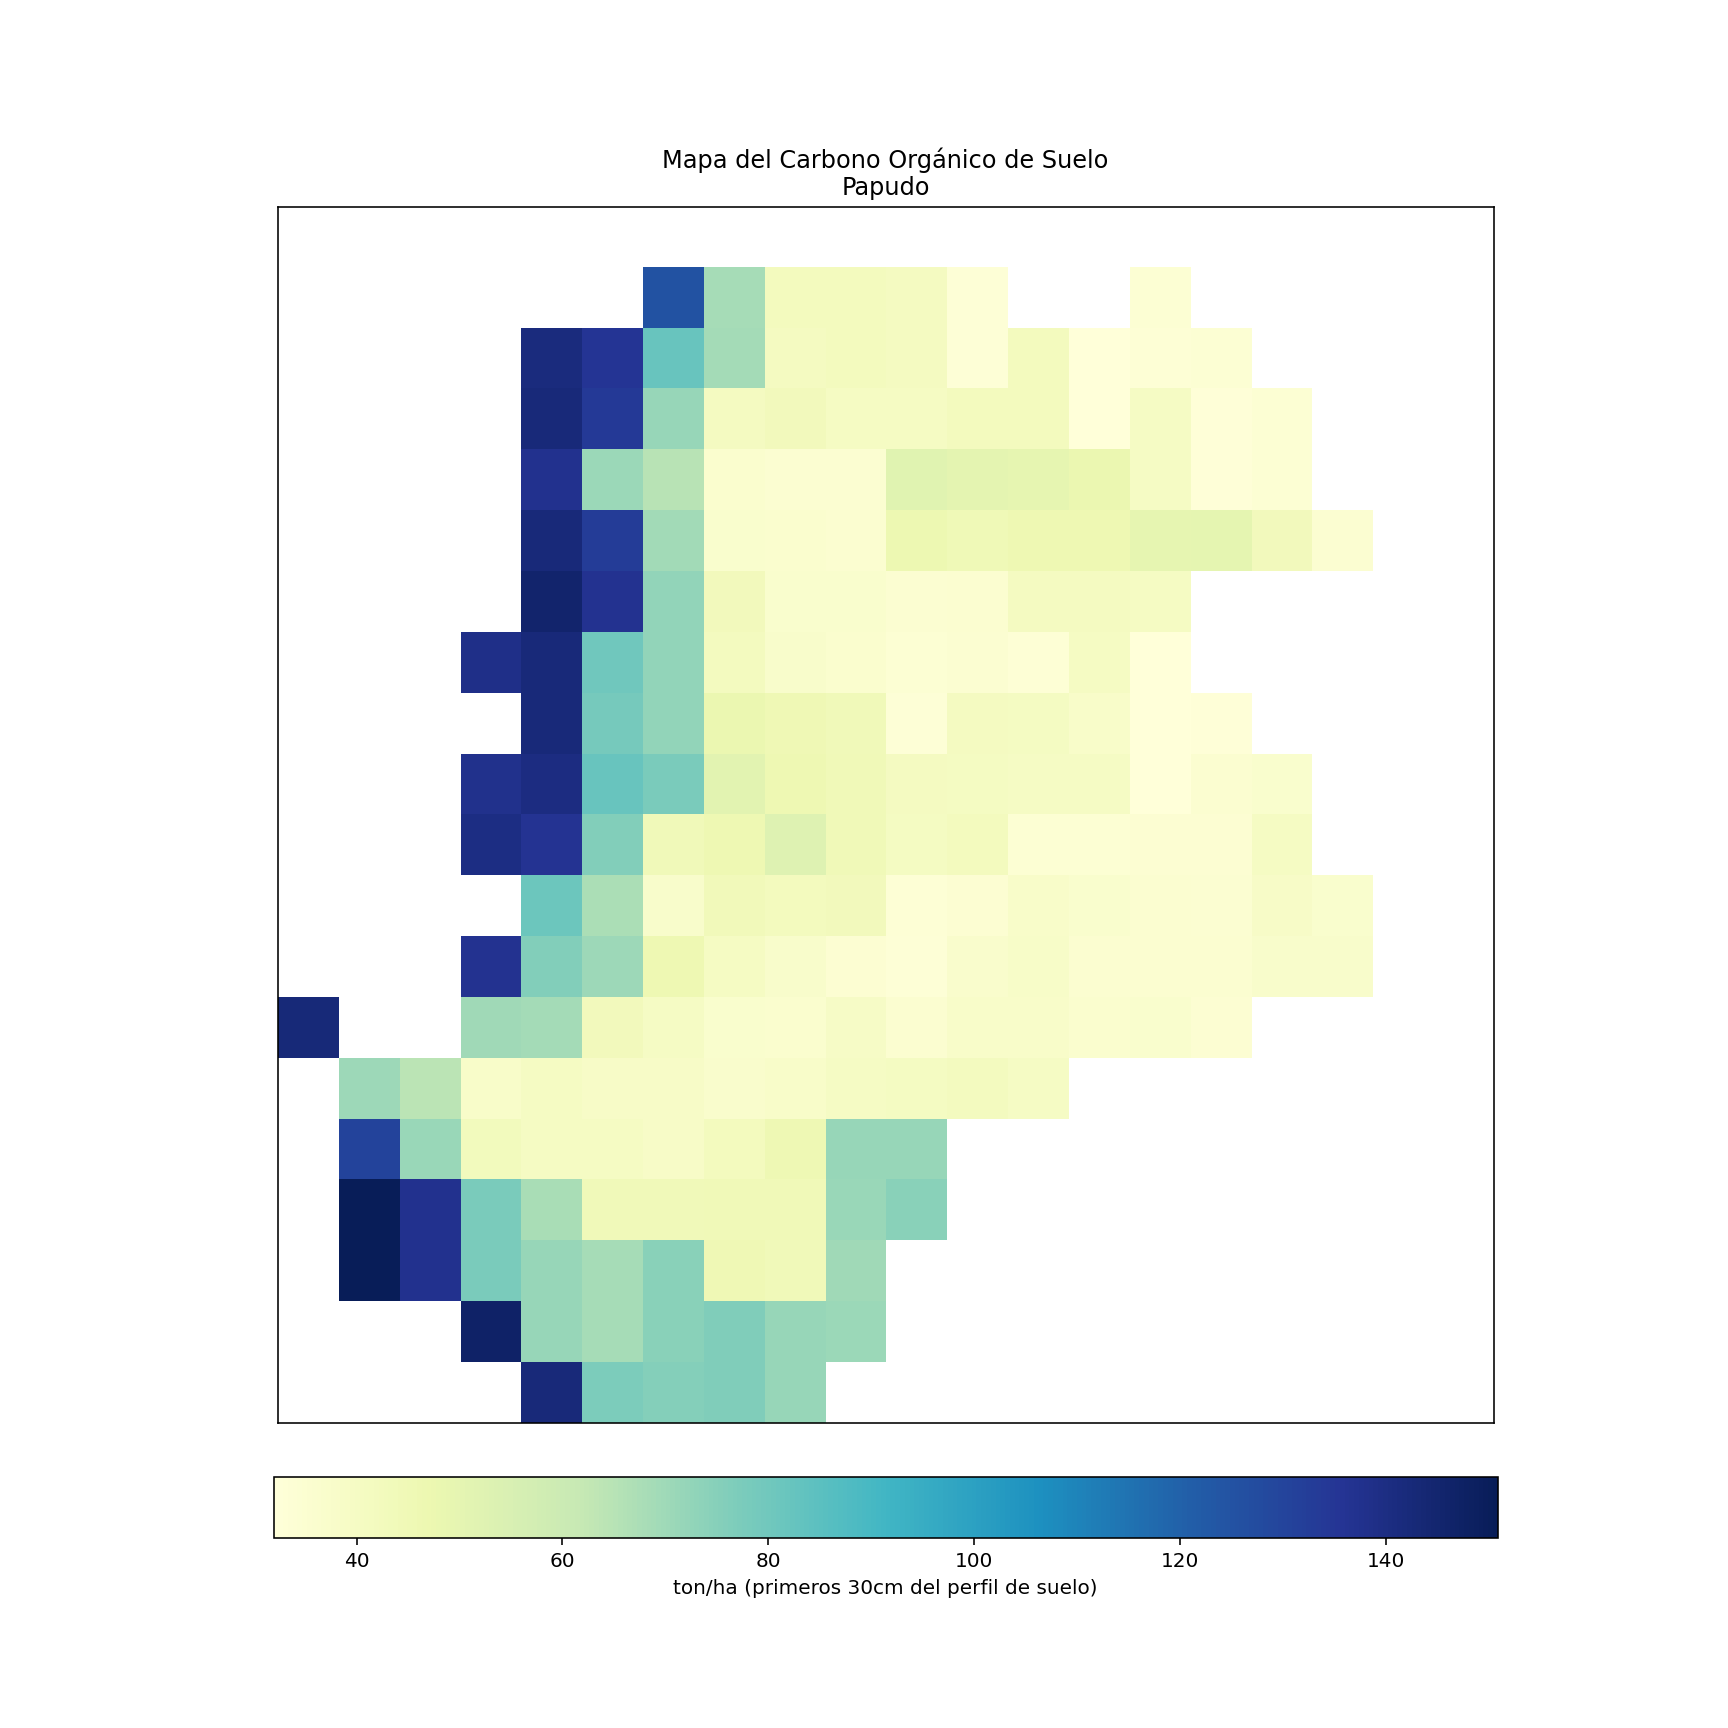 Mapa del Carbono Orgánico de Suelo
Papudo
40 60 80 100 120 140
ton/ha (primeros 30cm del perfil de suelo)